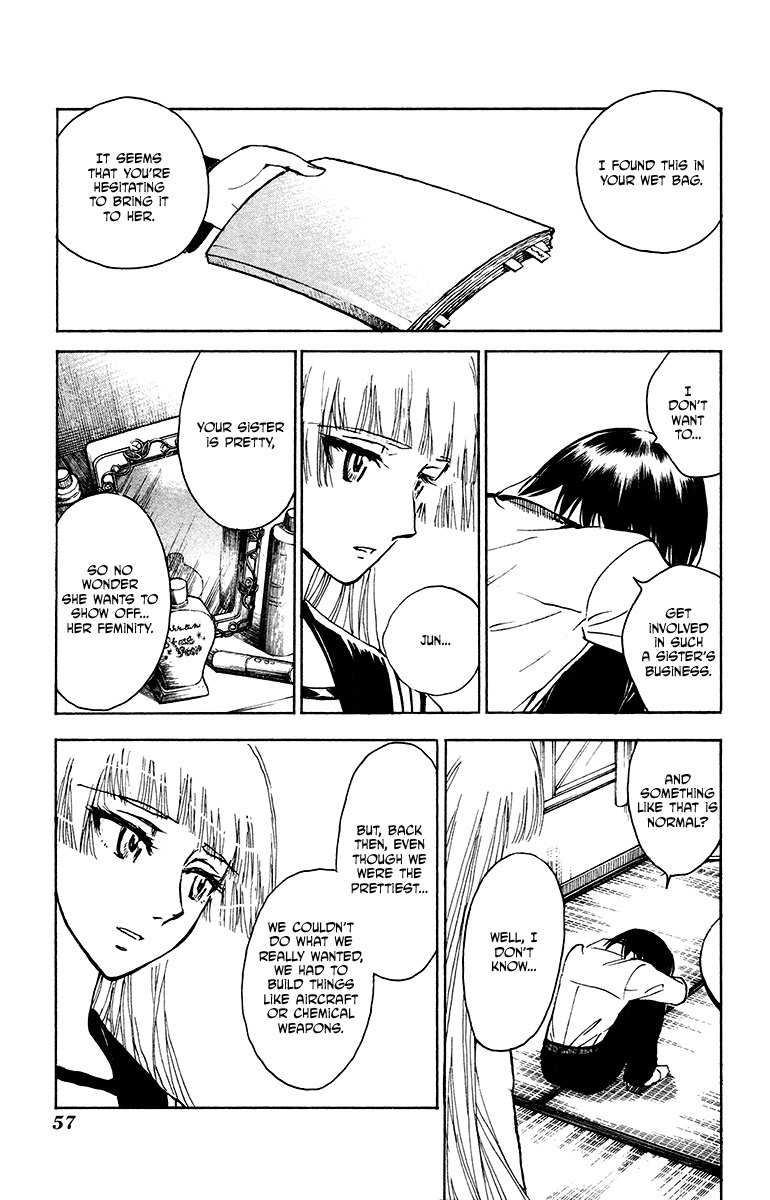 I FOUND THIS IN
YOUR WET BAG.
IT SEEMS
THAT YOU'RE
HESITATING
TO BRING IT
TO HER.
I
DON'T
WANT
TO...
GET
INVOLVED
IN SUCH
A SISTER'S
BUSINESS.
JUN...
YOUR SISTER
IS PRETTY,
SO NO
WONDER
SHE WANTS TO
SHOW OFF...
HER FEMINITY.
AND
SOMETHING
LIKE THAT IS
NORMAL?
WELL, I
DON'T
KNOW...
BUT, BACK
THEN, EVEN
THOUGH WE
WERE THE
PRETTIEST...
WE COULDN'T
DO WHAT WE
REALLY WANTED,
WE HAD TO
BUILD THINGS
LIKE AIRCRAFT
OR CHEMICAL
WEAPONS.
57